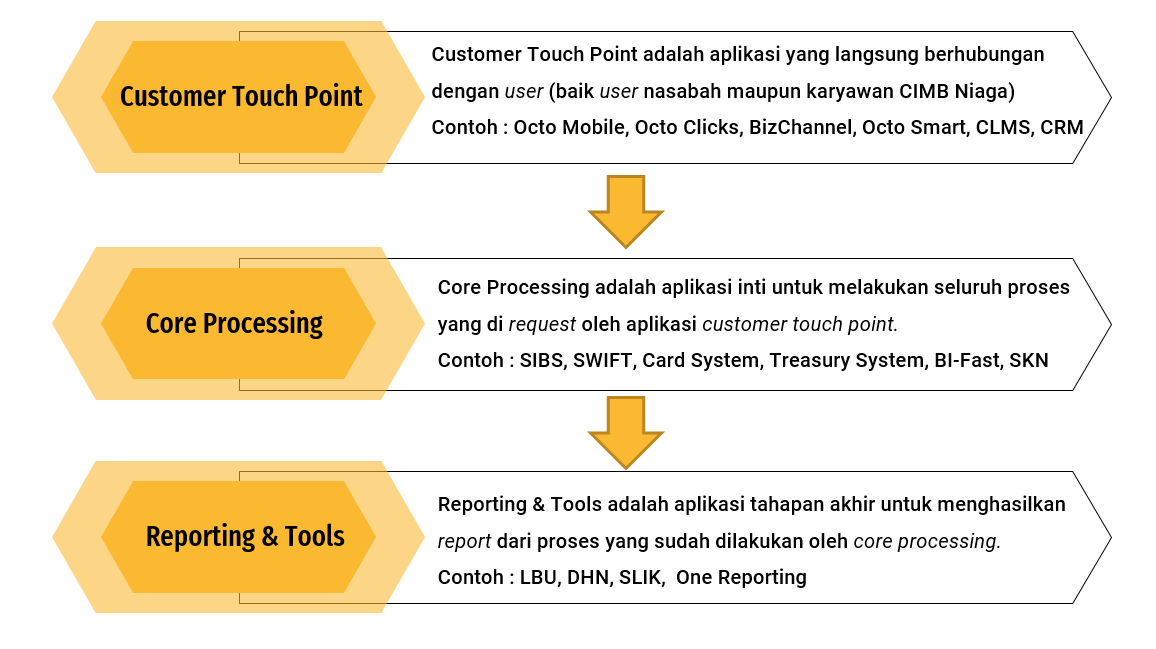 Customer Touch Point
Customer Touch Point adalah aplikasi yang langsung berhubungan
dengan user (baik user nasabah maupun karyawan CIMB Niaga)
Contoh : Octo Mobile, Octo Clicks, BizChannel, Octo Smart, CLMS, CRM
Core Processing
Core Processing adalah aplikasi inti untuk melakukan seluruh proses
yang di request oleh aplikasi customer touch point.
Contoh : SIBS, SWIFT, Card System, Treasury System, BI-Fast, SKN
Reporting & Tools
Reporting & Tools adalah aplikasi tahapan akhir untuk menghasilkan
report dari proses yang sudah dilakukan oleh core processing.
Contoh : LBU, DHN, SLIK,  One Reporting